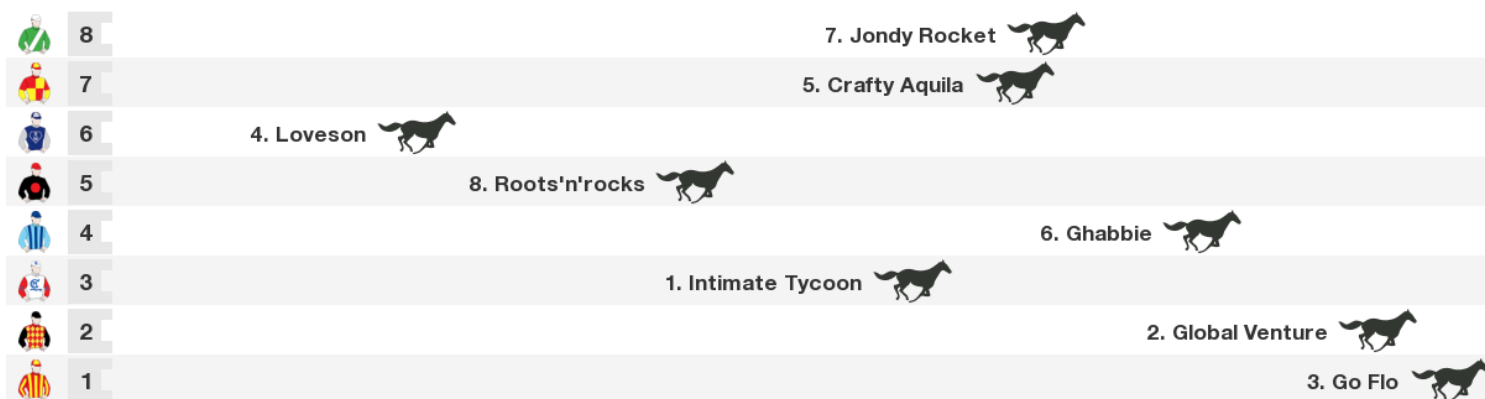 8 7. Jondy Rocket
7 5. Crafty Aquila
6 4. Loveson
5 8. Roots'n'rocks
4 6. Ghabbie
3 1. Intimate Tycoon
2 2. Global Venture
1 3. Go Flo